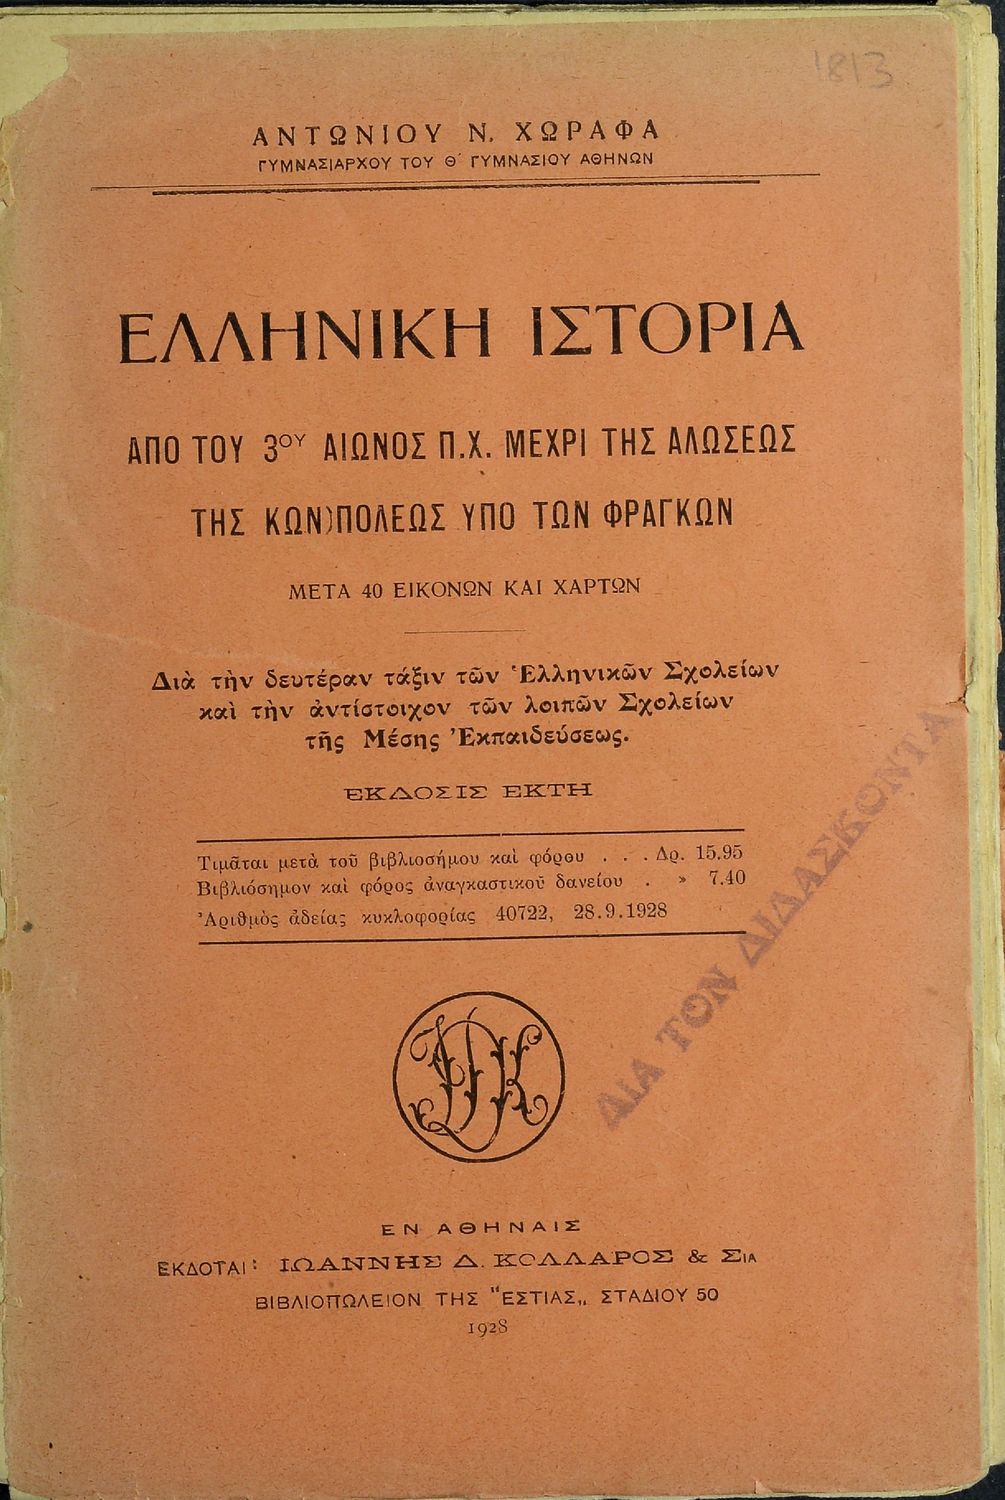 1813
ΑΝΤΩΝΙΟΥ Ν. ΧΩΡΑΦΑ
ΓΥΜΝΑΣΙΑΡΧΟΥ ΤΟΥ Θ΄ ΓΥΜΝΑΣΙΟΥ ΑΘΗΝΩΝ
ΕΛΛΗΝΙΚΗ ΙΣΤΟΡΙΑ
ΑΠΟ ΤΟΥ 3ΟΥ ΑΙΩΝΟΣ Π.Χ. ΜΕΧΡΙ ΤΗΣ ΑΛΩΣΕΩΣ
ΤΗΣ ΚΩΝ)ΠΟΛΕΩΣ ΥΠΟ ΤΩΝ ΦΡΑΓΚΩΝ
ΜΕΤΑ 40 ΕΙΚΟΝΩΝ ΚΑΙ ΧΑΡΤΩΝ
Διὰ τὴν δευτέραν τάξιν τῶν Ἑλληνικῶν Σχολείων
καὶ τὴν ἀντίστοιχον τῶν λοιπῶν Σχολείων
τῆς Μέσης Ἐκπαιδεύσεως.
ΕΚΔΟΣΙΣ ΕΚΤΗ
Τιμᾶται μετὰ τοῦ βιβλιοσήμου καὶ φόρου . . . Δρ. 15.95
Βιβλιόσημον καὶ φόρος ἀναγκαστικοῦ δανείου . » 7.40
Ἀριθμὸς ἀδείας κυκλοφορίας 40722, 28.9.1928
ΔΙΑ ΤΟΝ ΔΙΔΑΣΚΟΝΤΑ
ΙΔΚ
ΕΝ ΑΘΗΝΑΙΣ
ΕΚΔΟΤΑΙ: ΙΩΑΝΝΗΣ Δ. ΚΟΛΛΑΡΟΣ & ΣΙΑ
ΒΙΒΛΙΟΠΩΛΕΙΟΝ ΤΗΣ "ΕΣΤΙΑΣ„ ΣΤΑΔΙΟΥ 50
1928